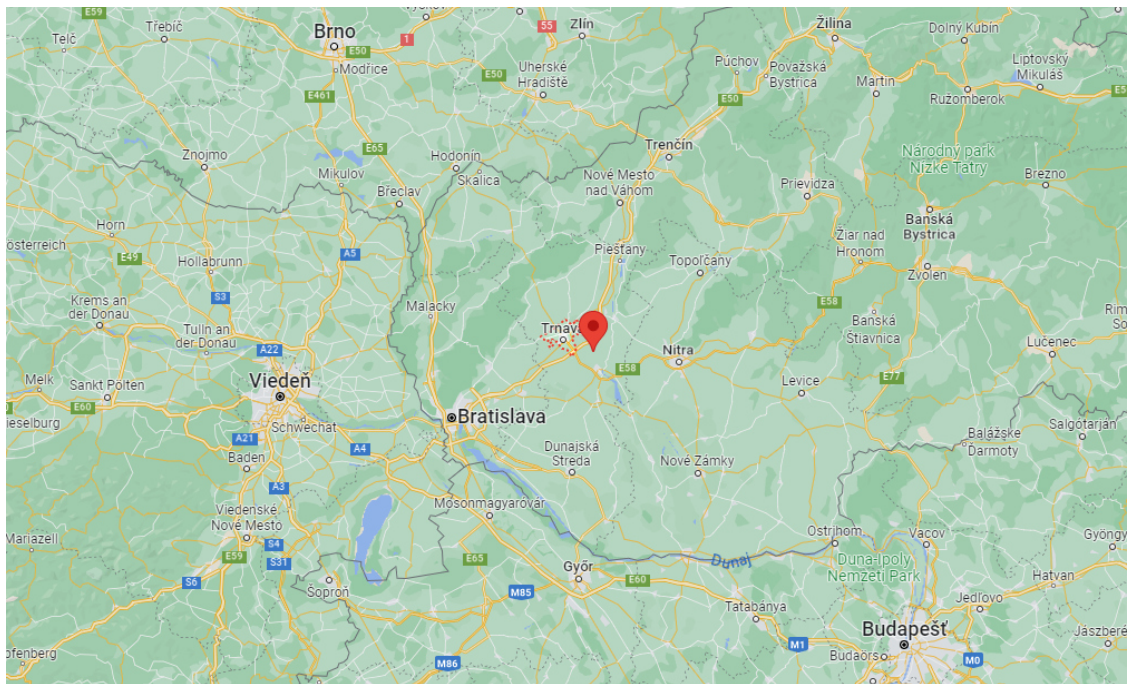 E59
Třebíč
Telč
Brno
E50
Modřice
1
Vyškov
55
Zlín
E50
Uherské
Hradiště
E461
E65
Žilina
Dolný Kubín
Púchov
Považská
Bystrica
E50
Martin
Liptovský
Mikuláš
Ružomberok
Trenčín
Znojmo
Mikulov
Hodonín
Skalica
Břeclav
Nové Mesto
nad Váhom
Prievidza
Národný park
Nízke Tatry
Brezno
Banská
Bystrica
Horn
E49
Hollabrunn
A5
S3
Piešťany
Topoľčany
Žiar nad
Hronom
Zvolen
Krems an
der Donau
Malacky
E58
Tulln an
der Donau
A22
Trnava
Banská
Štiavnica
Lučenec
Melk
Sankt Pölten
E60
Viedeň
E58
Nitra
Levice
E77
Schwechat
Bratislava
A21
A4
Baden
A3
Dunajská
Streda
Nové Zámky
Balážske
Ďarmoty
Salgotarján
Viedenské
Nové Mesto
Mosonmagyaróvár
Mariazell
S4
E59
S31
S6
Šoproň
E65
Győr
E60
M85
Dunaj
Ostrihom
Vacov
Duna-Ipoly
Nemzeti Park
Hatvan
Tatabánya
Jedľovo
M1
Budapešť
Budaörs
M0
M86